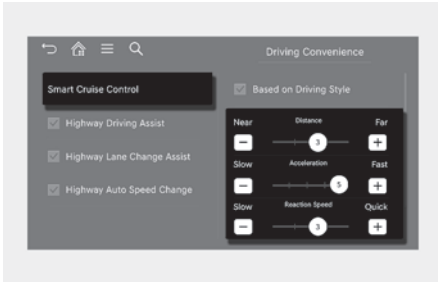 Driving Convenience
Smart Cruise Control
Highway Driving Assist
Highway Lane Change Assist
Highway Auto Speed Change
Based on Driving Style
Near Distance Far
3
Slow Acceleration Fast
5
Slow Reaction Speed Quick
3